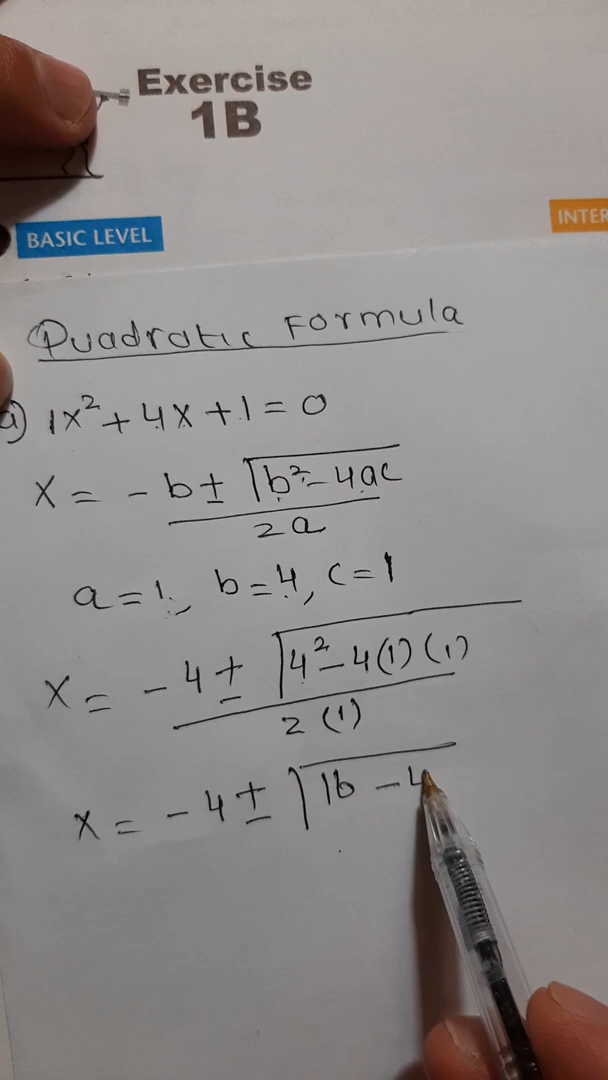 Exercise
1B
BASIC LEVEL
INTER
Quadratic Formula
a) 1x² + 4x + 1 = 0
x = -b ± √b² - 4ac
2a
a = 1, b = 4, c = 1
x = -4 ± √4² - 4(1)(1)
2(1)
x = -4 ± √16 - 4